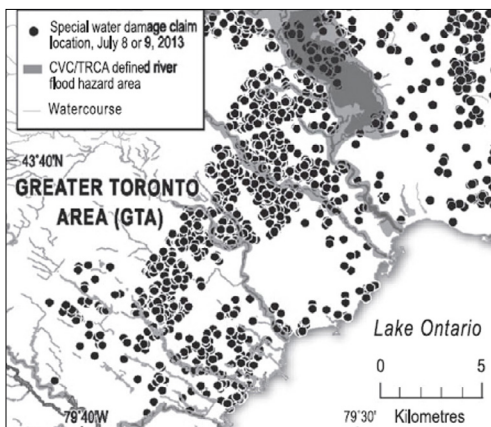 Special water damage claim
location, July 8 or 9, 2013
CVC/TRCA defined river
flood hazard area
Watercourse
43°40'N
GREATER TORONTO
AREA (GTA)
Lake Ontario
0 5
79°40'W
79°30'
Kilometres